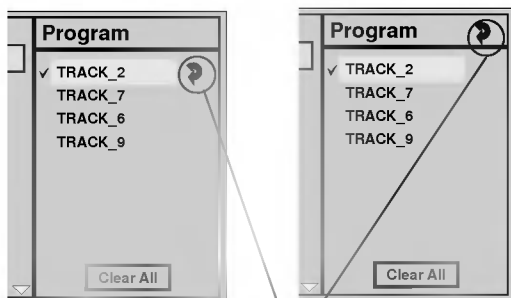 Program
✓ TRACK_2
TRACK_7
TRACK_6
TRACK_9
Clear All
Program
✓ TRACK_2
TRACK_7
TRACK_6
TRACK_9
Clear All